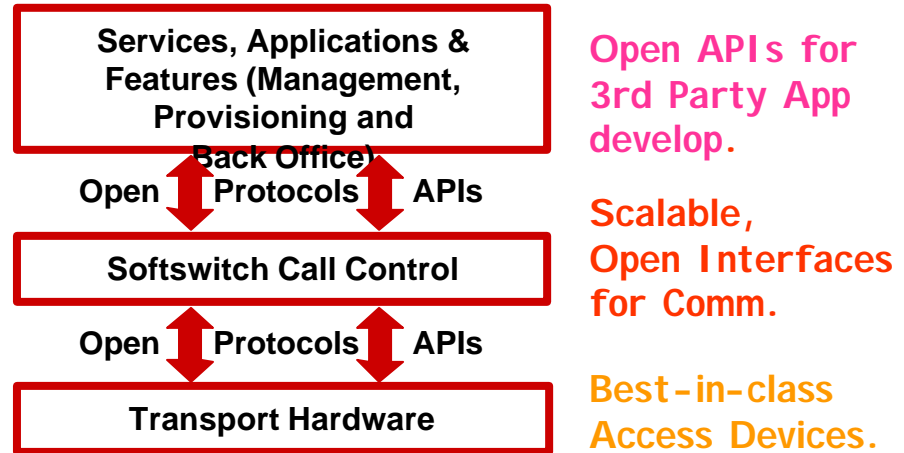 Services, Applications &
Features (Management,
Provisioning and
Back Office)
Open Protocols APIs
Softswitch Call Control
Open Protocols APIs
Transport Hardware
Open APIs for
3rd Party App
develop.
Scalable,
Open Interfaces
for Comm.
Best-in-class
Access Devices.